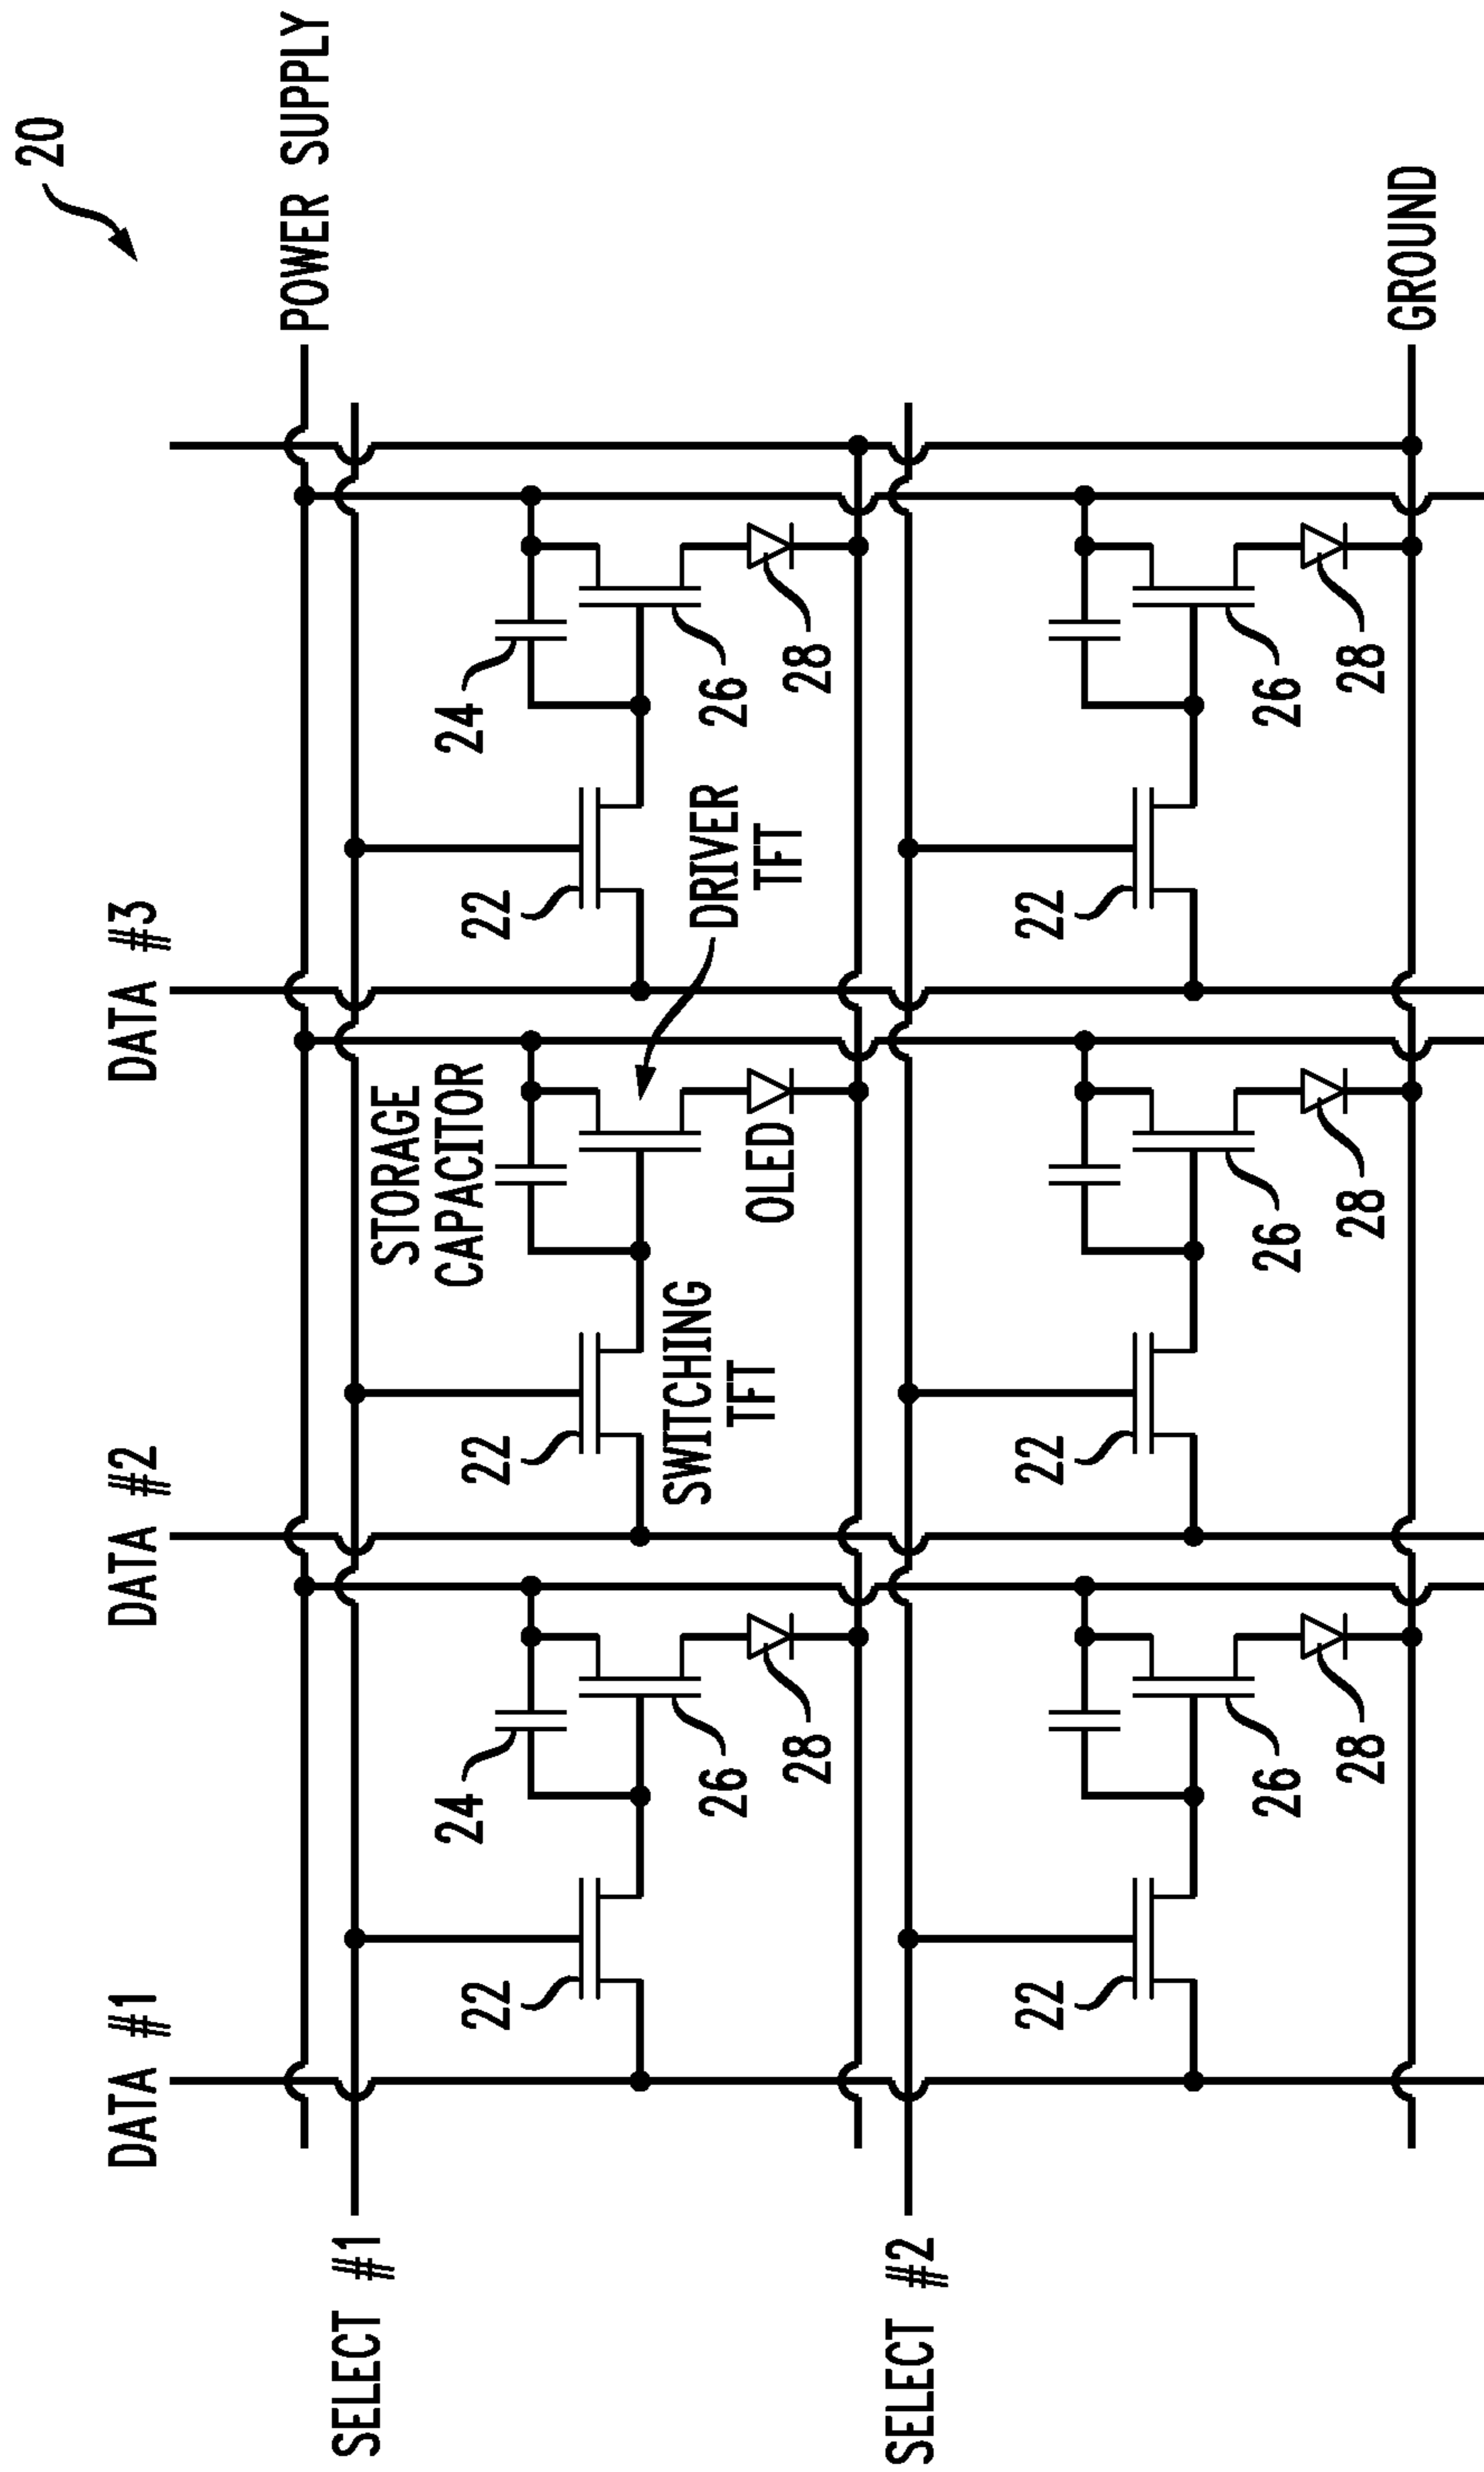 20
POWER SUPPLY
GROUND
DATA #1
DATA #2
DATA #3
SELECT #1
SELECT #2
24
STORAGE
CAPACITOR
24
22
22
22
26
28
SWITCHING
TFT
OLED
DRIVER
TFT
26
28
22
22
22
26
28
26
28
26
28